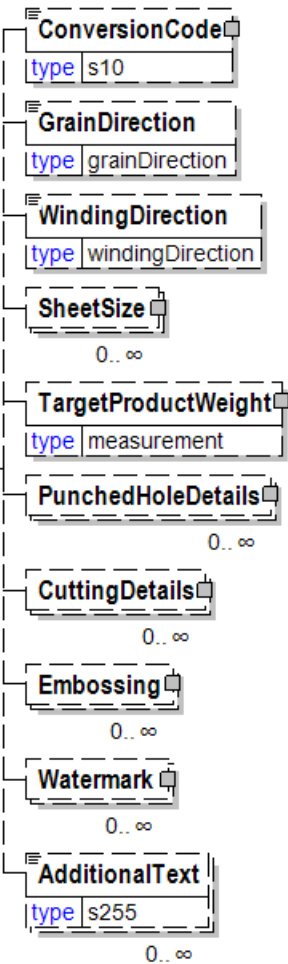 ConversionCode
type s10
GrainDirection
type grainDirection
WindingDirection
type windingDirection
SheetSize
0.. ∞
TargetProductWeight
type measurement
PunchedHoleDetails
0.. ∞
CuttingDetails
0.. ∞
Embossing
0.. ∞
Watermark
0.. ∞
AdditionalText
type s255
0.. ∞